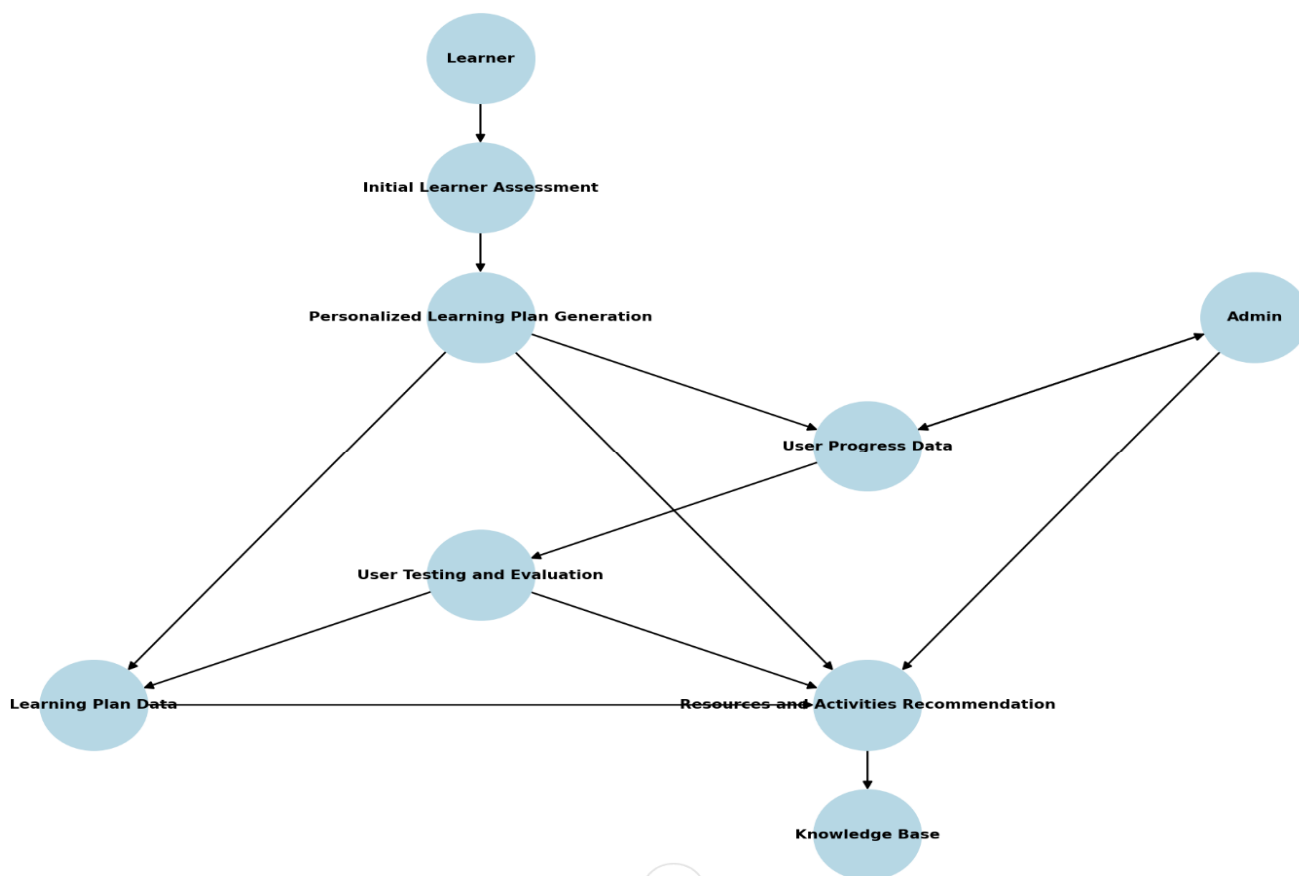 Learner
Initial Learner Assessment
Personalized Learning Plan Generation
Admin
User Progress Data
User Testing and Evaluation
Learning Plan Data
Resources and Activities Recommendation
Knowledge Base